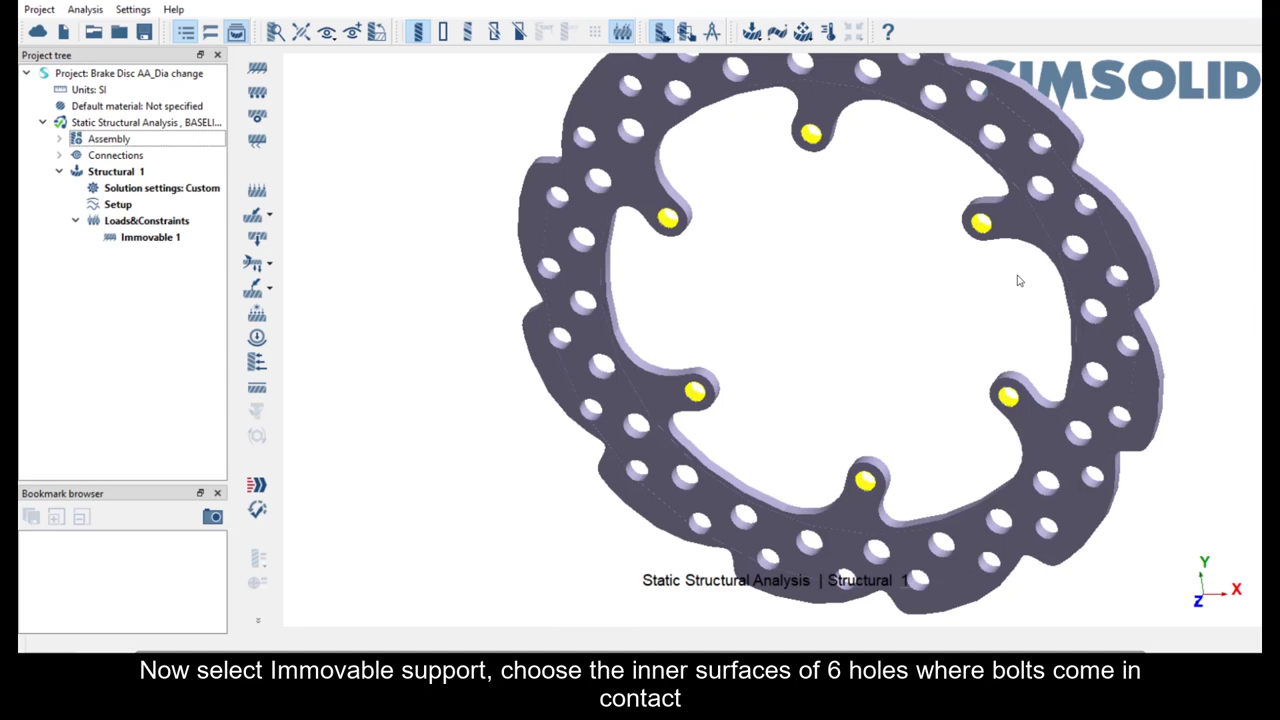 Project Analysis Settings Help
Project tree
Project: Brake Disc AA_Dia change
Units: SI
Default material: Not specified
Static Structural Analysis , BASELI...
Assembly
Connections
Structural 1
Solution settings: Custom
Setup
Loads&Constraints
Immovable 1
Bookmark browser
SIMSOLID
Static Structural Analysis | Structural 1
Y
X
Z
Now select Immovable support, choose the inner surfaces of 6 holes where bolts come in
contact